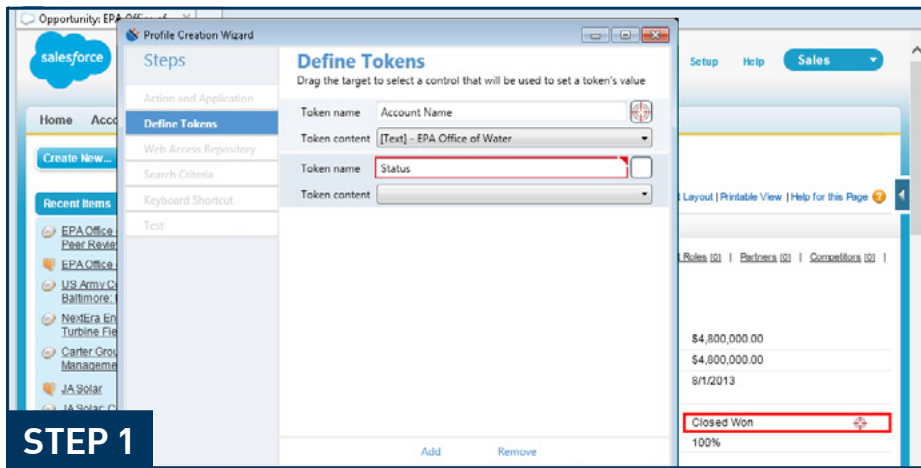 Opportunity: EPA Office of
Profile Creation Wizard
salesforce
Setup Help Sales
Home Acco
Create New...
Recent Items
EPA Office
Peer Review
EPA Office
US Army Co
Baltimore:
NextEra En
Turbine Fie
Carter Grou
Manageme
JA Solar
JA Solar: C
Steps
Action and Application
Define Tokens
Web Access Repository
Search Criteria
Keyboard Shortcut
Test
Define Tokens
Drag the target to select a control that will be used to set a token's value
Token name Account Name
Token content [Text] - EPA Office of Water
Token name Status
Token content
Add Remove
Layout | Printable View | Help for this Page
Roles [0] | Partners [0] | Competitors [0] |
$4,800,000.00
$4,800,000.00
8/1/2013
Closed Won
100%
STEP 1